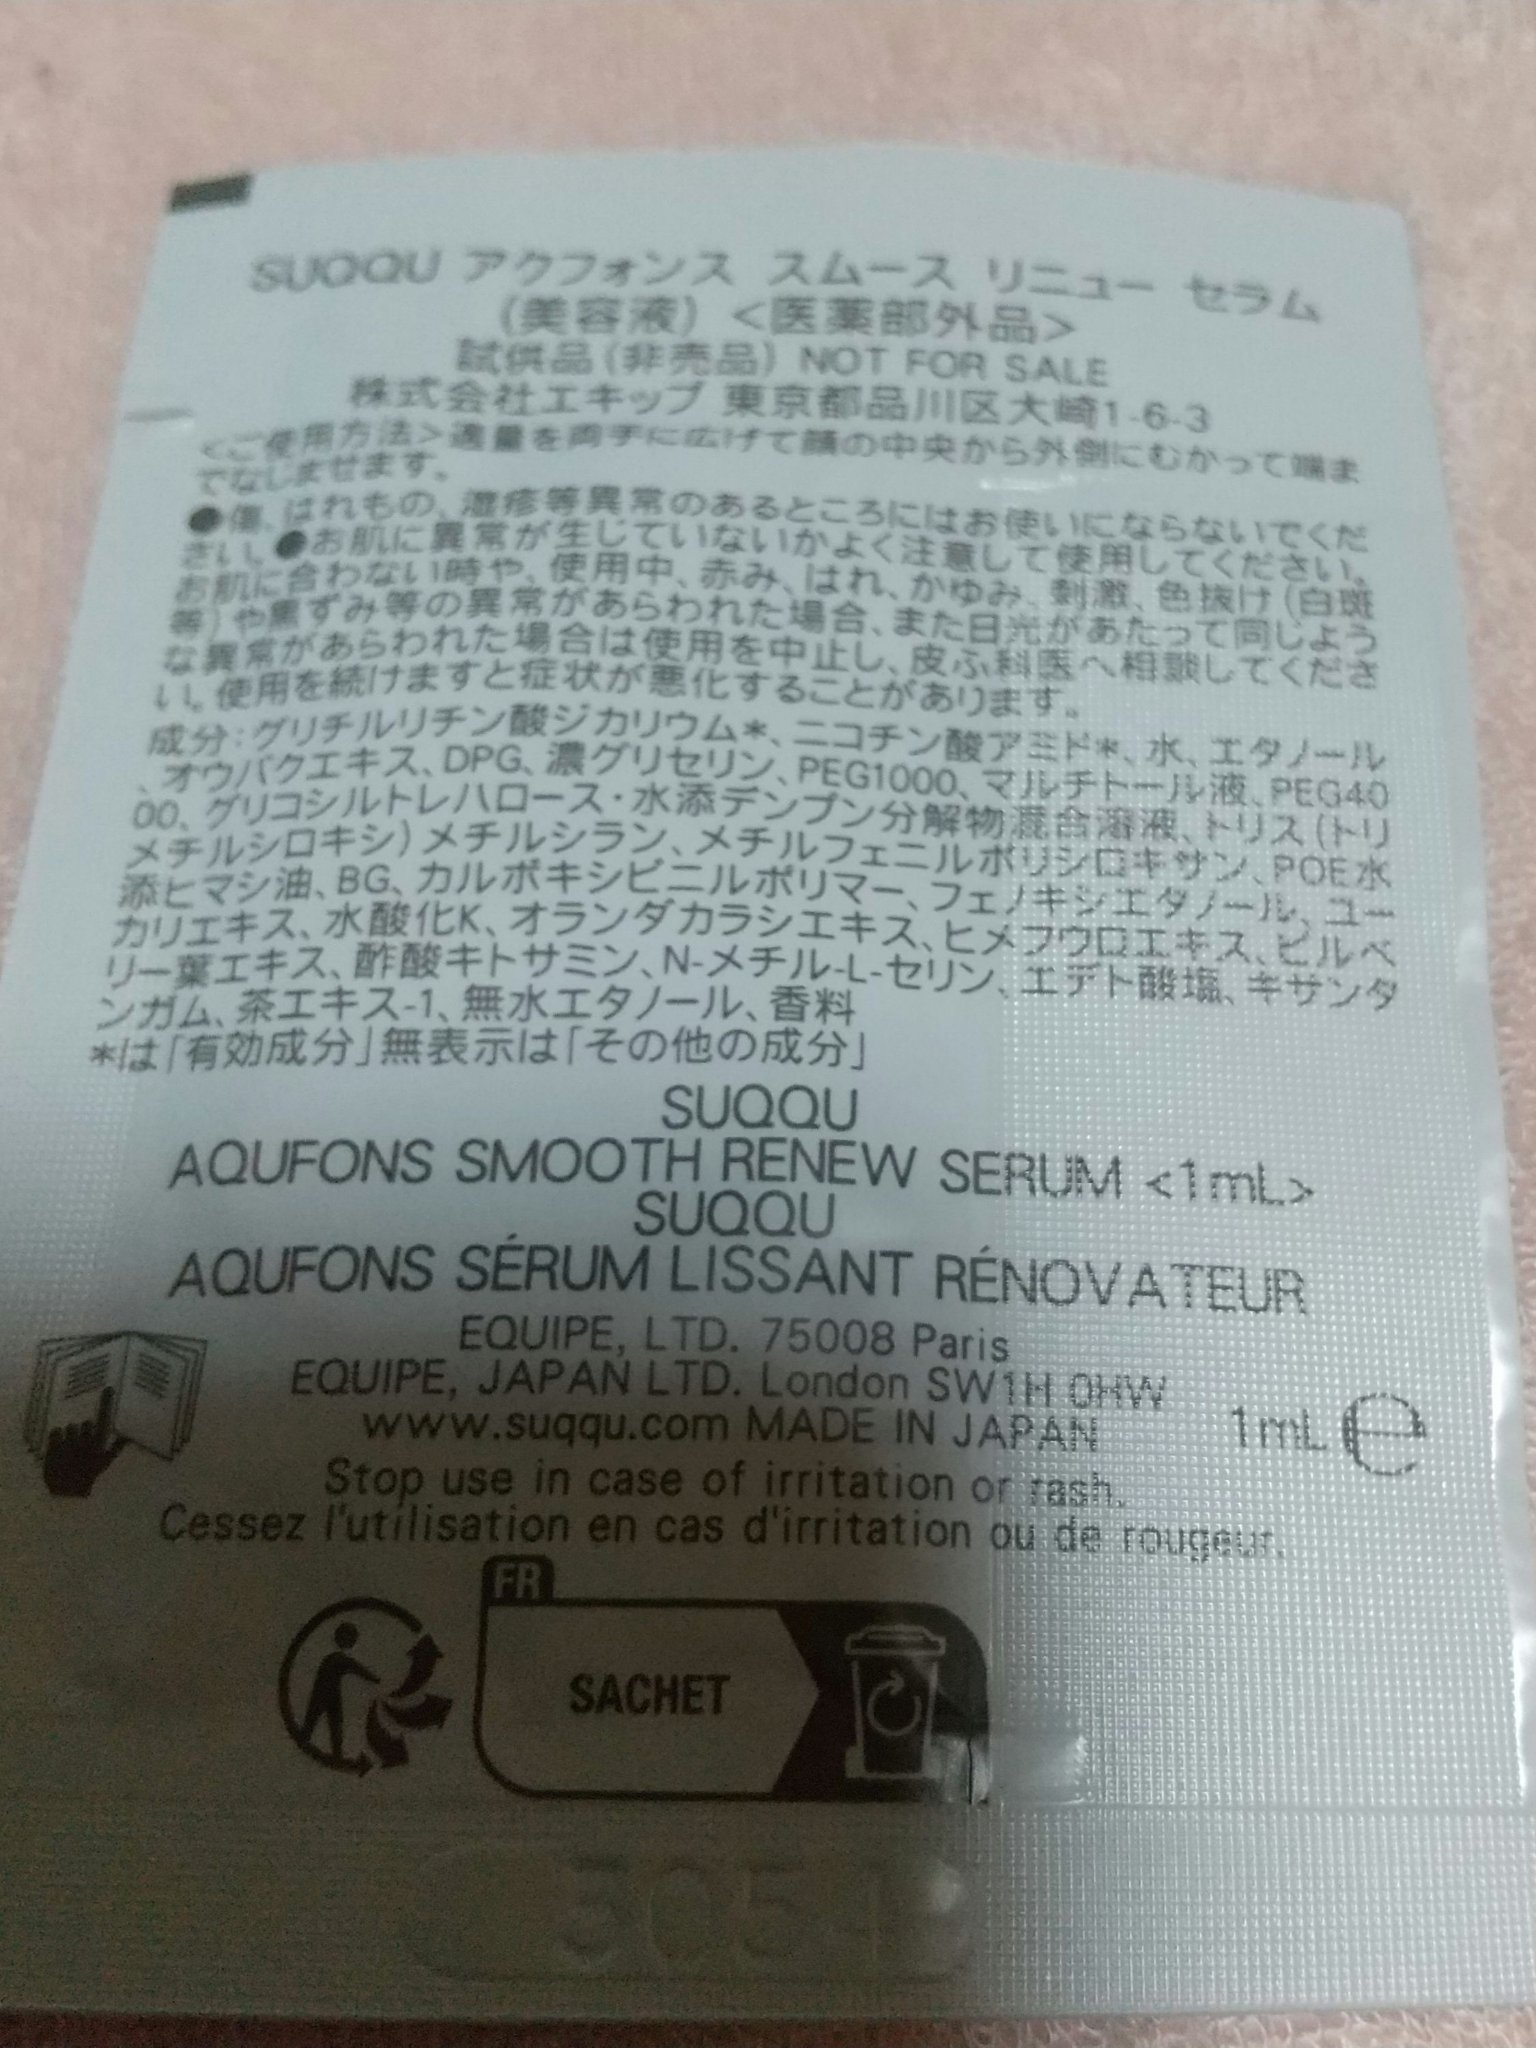 SUQQU アクフォンス スムース リニュー セラム
(美容液) <医薬部外品>
試供品(非売品) NOT FOR SALE
株式会社エキップ 東京都品川区大崎1-6-3
<ご使用方法>適量を両手に広げて顔の中央から外側にむかって端ま
でなじませます。
●傷、はれもの、湿疹等異常のあるところにはお使いにならないでくだ
さい。●お肌に異常が生じていないかよく注意して使用してください。
お肌に合わない時や、使用中、赤み、はれ、かゆみ、刺激、色抜け(白斑
等)や黒ずみ等の異常があらわれた場合、また日光があたって同じよう
な異常があらわれた場合は使用を中止し、皮ふ科医へ相談してくださ
い。使用を続けますと症状が悪化することがあります。
成分:グリチルリチン酸ジカリウム*、ニコチン酸アミド*、水、エタノール
、オウバクエキス、DPG、濃グリセリン、PEG1000、マルチトール液、PEG40
00、グリコシルトレハロース・水添デンプン分解物混合溶液、トリス(トリ
メチルシロキシ)メチルシラン、メチルフェニルポリシロキサン、POE水
添ヒマシ油、BG、カルボキシビニルポリマー、フェノキシエタノール、ユー
カリエキス、水酸化K、オランダカラシエキス、ヒメフウロエキス、ビルベ
リー葉エキス、酢酸キトサミン、N-メチル-L-セリン、エデト酸塩、キサンタ
ンガム、茶エキス-1、無水エタノール、香料
*は「有効成分」無表示は「その他の成分」
SUQQU
AQUFONS SMOOTH RENEW SERUM <1mL>
SUQQU
AQUFONS SÉRUM LISSANT RÉNOVATEUR
EQUIPE, LTD. 75008 Paris
EQUIPE, JAPAN LTD. London SW1H 0HW
www.suqqu.com MADE IN JAPAN
1mL e
Stop use in case of irritation or rash.
Cessez l'utilisation en cas d'irritation ou de rougeur.
FR
SACHET